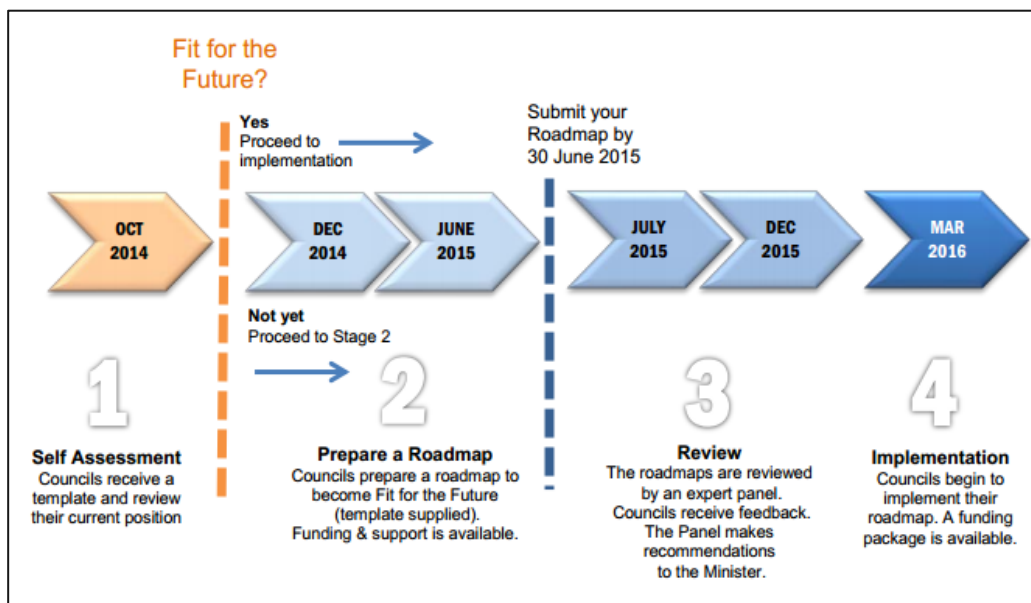 Fit for the
Future?
Yes
Proceed to
implementation
Submit your
Roadmap by
30 June 2015
OCT
2014
DEC
2014
JUNE
2015
JULY
2015
DEC
2015
MAR
2016
Not yet
Proceed to Stage 2
1
Self Assessment
Councils receive a
template and review
their current position
2
Prepare a Roadmap
Councils prepare a roadmap to
become Fit for the Future
(template supplied).
Funding & support is available.
3
Review
The roadmaps are reviewed
by an expert panel.
Councils receive feedback.
The Panel makes
recommendations
to the Minister.
4
Implementation
Councils begin to
implement their
roadmap. A funding
package is available.